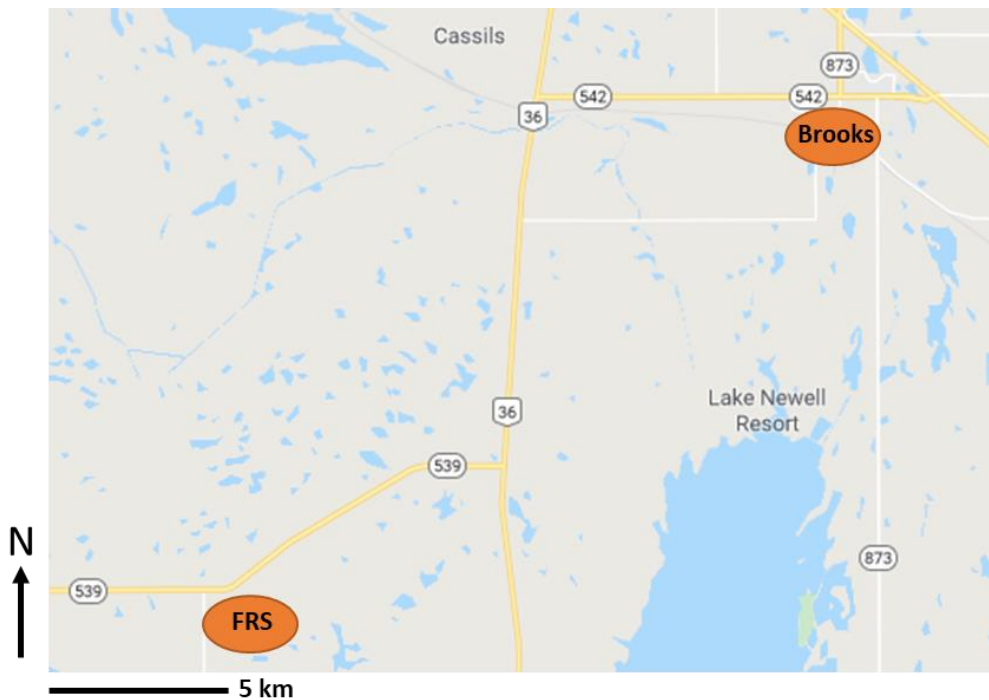 Cassils
873
542
542
36
Brooks
Lake Newell
Resort
36
539
N
873
539
FRS
5 km